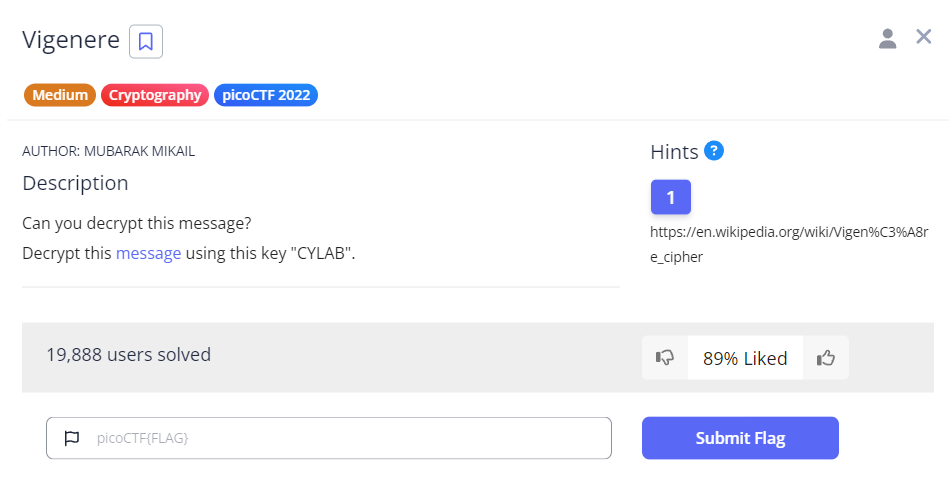 Vigenere
Medium Cryptography picoCTF 2022
AUTHOR: MUBARAK MIKAIL
Description
Can you decrypt this message?
Decrypt this message using this key "CYLAB".
Hints ?
1
https://en.wikipedia.org/wiki/Vigen%C3%A8r
e_cipher
19,888 users solved
89% Liked
picoCTF{FLAG}
Submit Flag